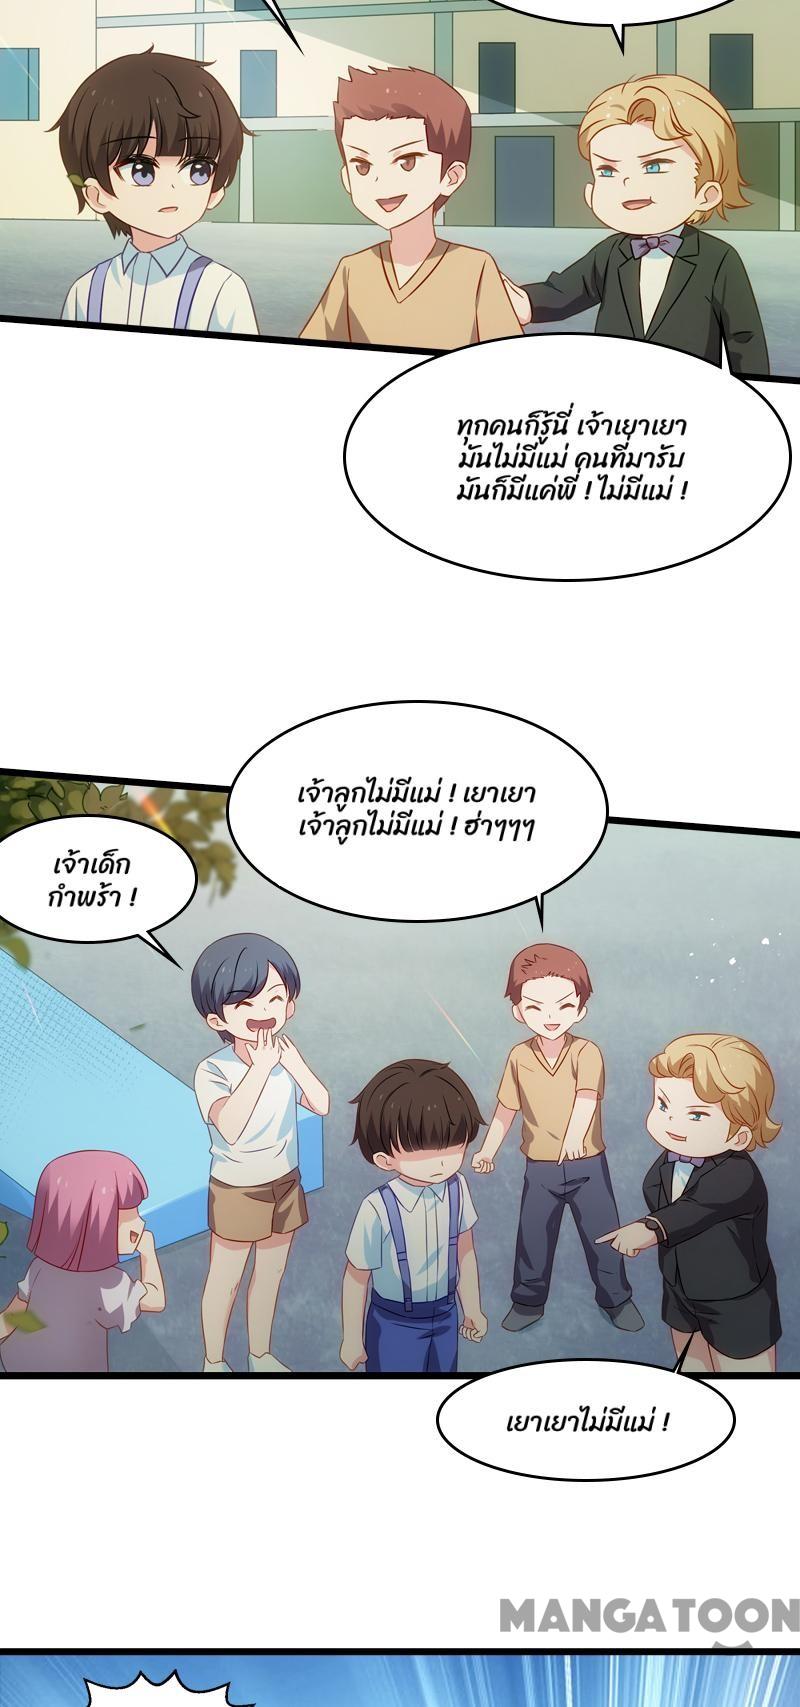 ทุกคนก็รู้นี่ เจ้าเยาเยา
มันไม่มีแม่ คนที่มารับ
มันก็มีแค่พี่ ! ไม่มีแม่ !
เจ้าลูกไม่มีแม่ ! เยาเยา
เจ้าลูกไม่มีแม่ ! ฮ่าๆๆๆ
เจ้าเด็ก
กำพร้า !
เยาเยาไม่มีแม่ !
MANGATOON